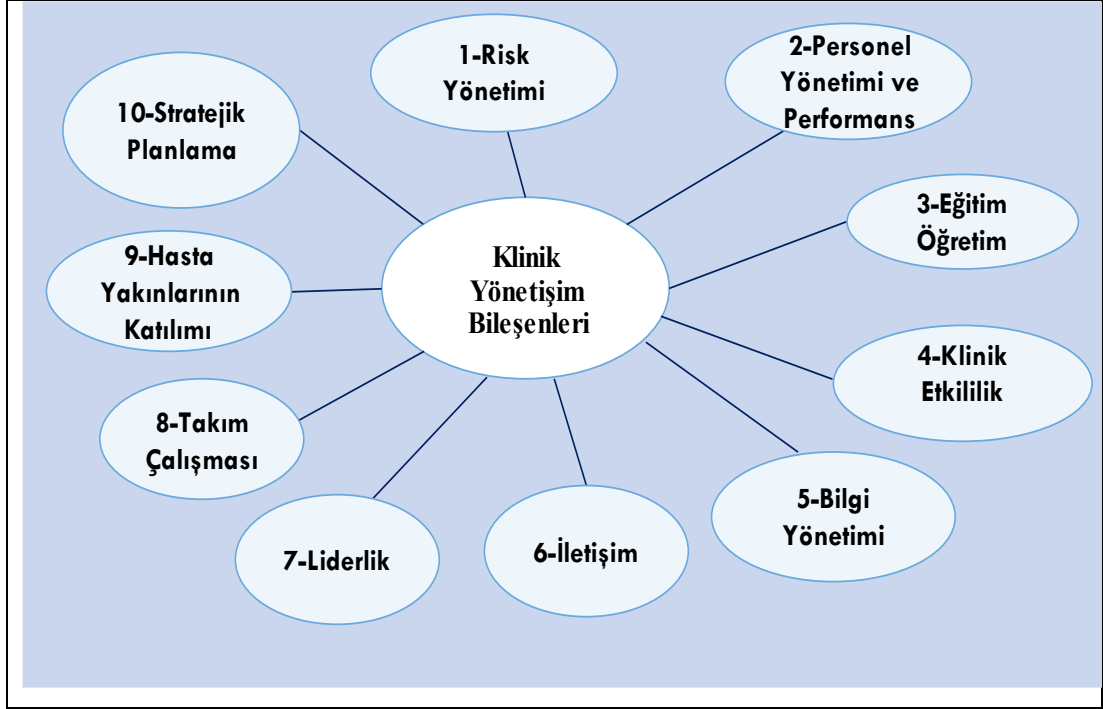 1-Risk
Yönetimi
2-Personel
Yönetimi ve
Performans
3-Eğitim
Öğretim
4-Klinik
Etkililik
5-Bilgi
Yönetimi
6-İletişim
7-Liderlik
8-Takım
Çalışması
9-Hasta
Yakınlarının
Katılımı
10-Stratejik
Planlama
Klinik
Yönetişim
Bileşenleri